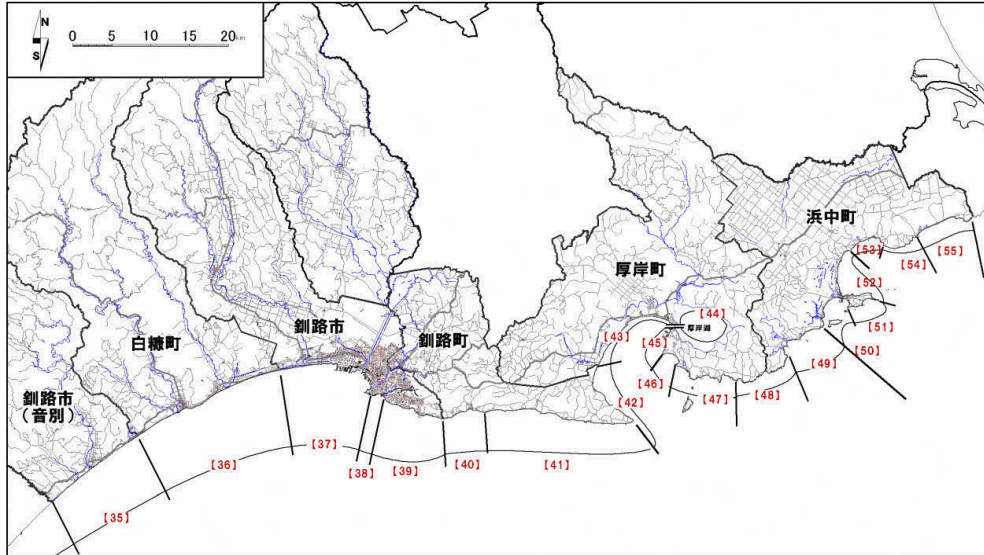 N
S
0 5 10 20km
浜中町
厚岸町
釧路市
釧路町
白糠町
釧路市
（音別）
厚岸湖
【35】
【36】
【37】
【38】
【39】
【40】
【41】
【42】
【43】
【44】
【45】
【46】
【47】
【48】
【49】
【50】
【51】
【52】
【53】
【54】
【55】